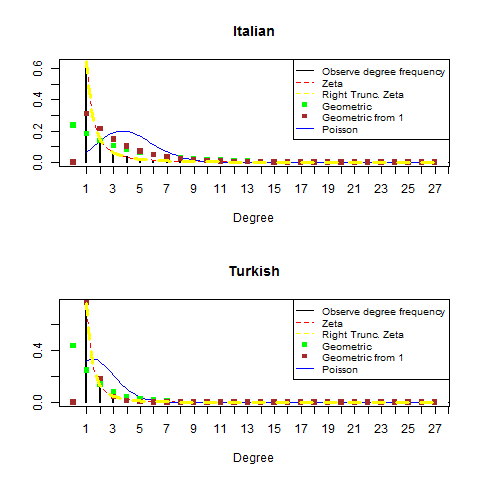 Italian
Observe degree frequency
Zeta
Right Trunc. Zeta
Geometric
Geometric from 1
Poisson
0.0 0.2 0.4 0.6
1 3 5 7 9 11 13 15 17 19 21 23 25 27
Degree
Turkish
Observe degree frequency
Zeta
Right Trunc. Zeta
Geometric
Geometric from 1
Poisson
0.0 0.4
1 3 5 7 9 11 13 15 17 19 21 23 25 27
Degree